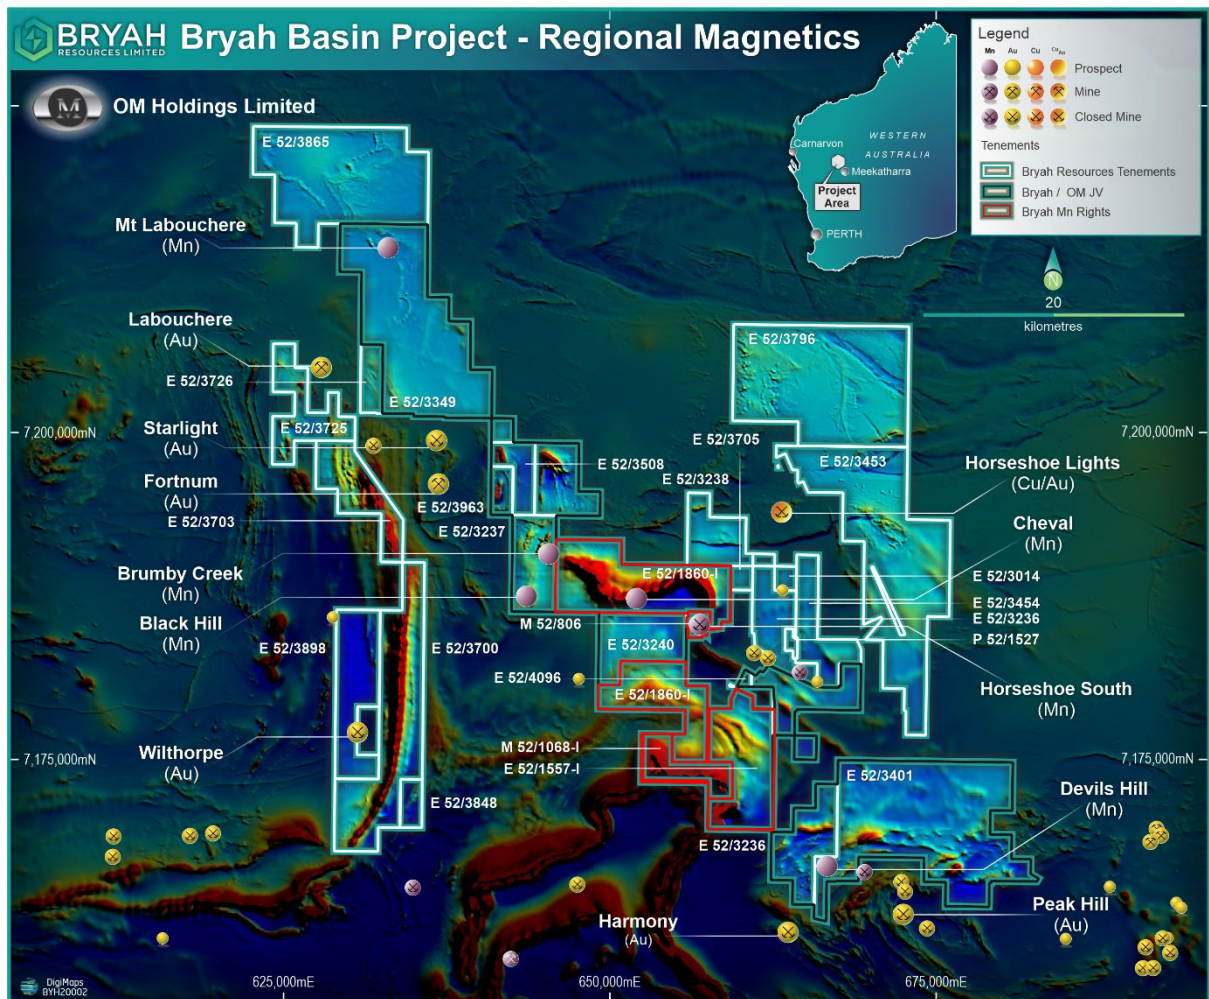 BRYAH
RESOURCES LIMITED
Bryah Basin Project - Regional Magnetics
M
OM Holdings Limited
Legend
Mn Au Cu Cu Au
Prospect
Mine
Closed Mine
Tenements
Bryah Resources Tenements
Bryah / OM JV
Bryah Mn Rights
WESTERN
AUSTRALIA
Carnarvon
Meekatharra
Project
Area
PERTH
N
20
kilometres
E 52/3865
Mt Labouchere
(Mn)
Labouchere
(Au)
E 52/3726
E 52/3349
E 52/3796
Starlight
(Au)
E 52/3725
7,200,000mN
7,200,000mN
E 52/3705
E 52/3508
E 52/3453
E 52/3238
Horseshoe Lights
(Cu/Au)
Fortnum
(Au)
E 52/3963
E 52/3703
E 52/3237
Cheval
(Mn)
Brumby Creek
(Mn)
E 52/1860-I
E 52/3014
E 52/3454
E 52/3236
P 52/1527
Black Hill
(Mn)
M 52/806
E 52/3898
E 52/3700
E 52/3240
E 52/4096
E 52/1860-I
Horseshoe South
(Mn)
Wilthorpe
(Au)
M 52/1068-I
E 52/1557-I
7,175,000mN
7,175,000mN
E 52/3401
Devils Hill
(Mn)
E 52/3848
E 52/3236
Harmony
(Au)
Peak Hill
(Au)
625,000mE
650,000mE
675,000mE
DigiMaps
BYH20002